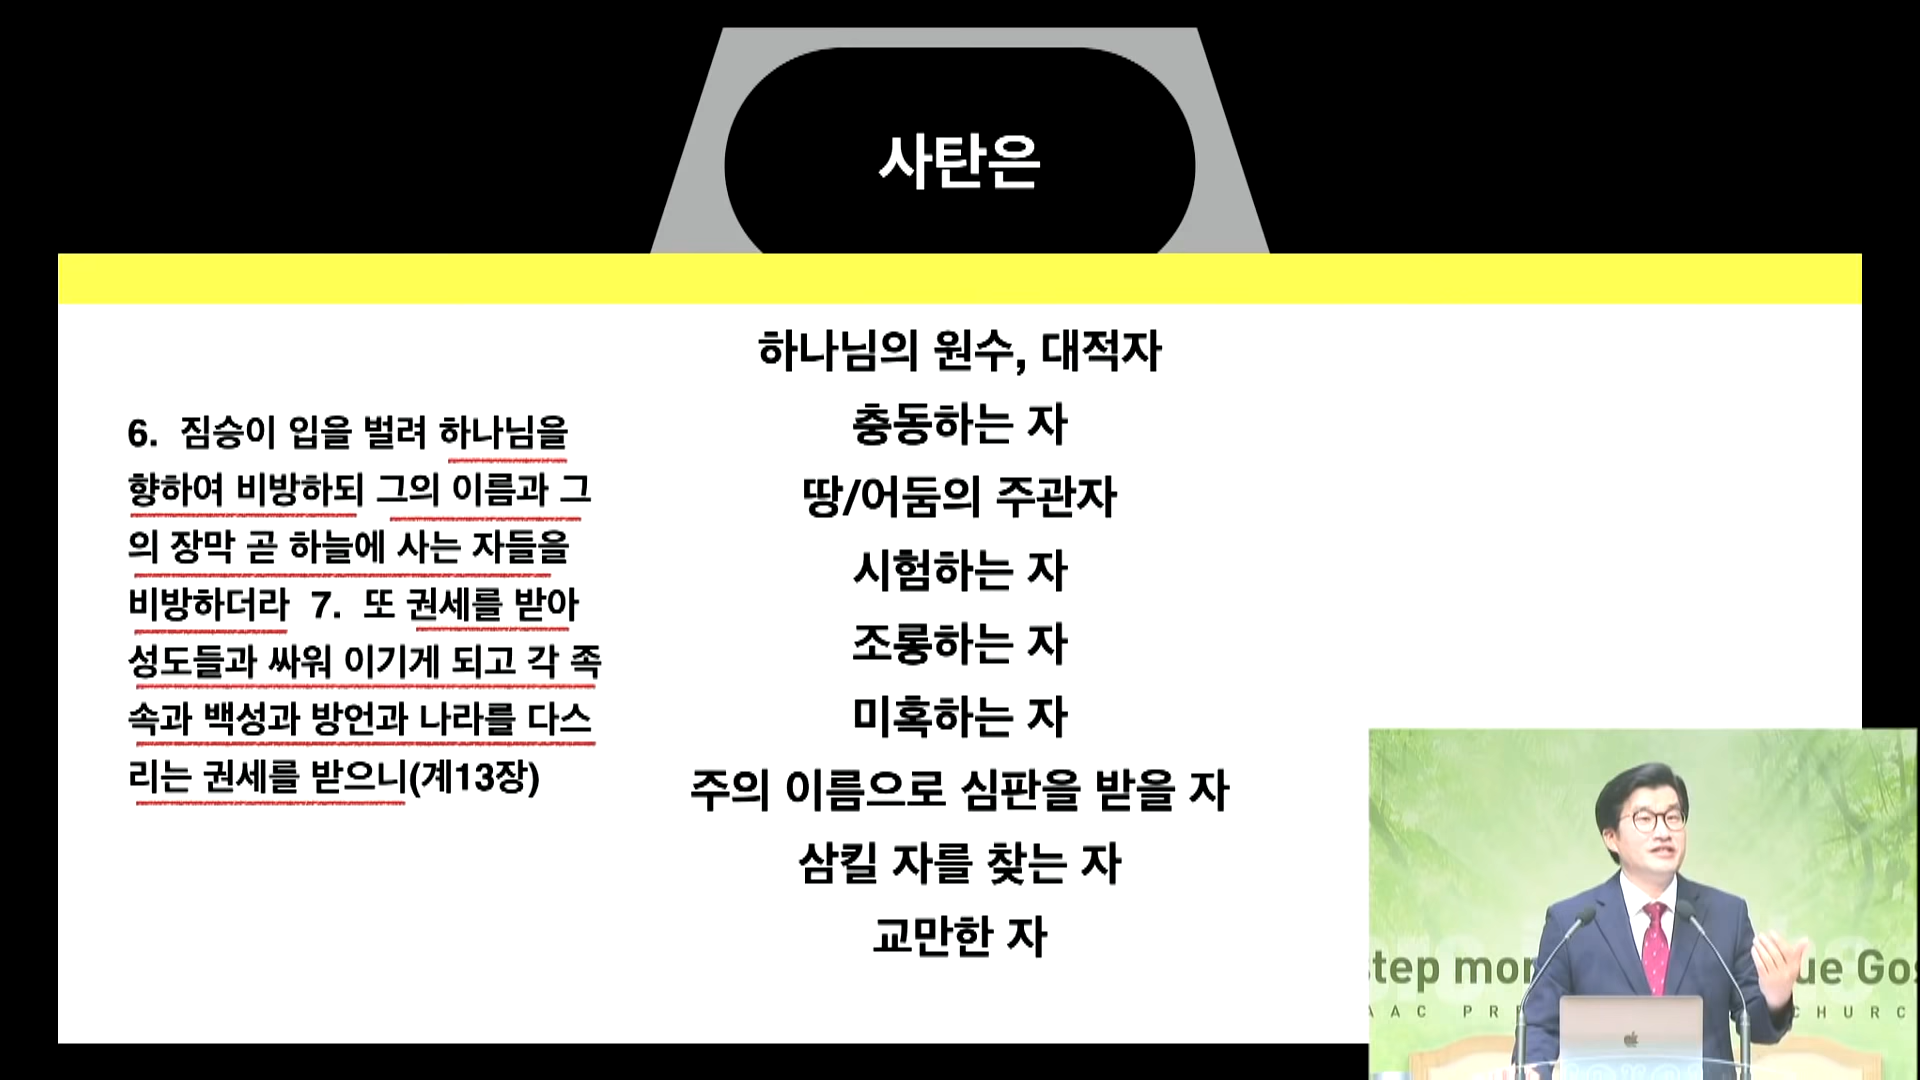 사탄은
하나님의 원수, 대적자
충동하는 자
땅/어둠의 주관자
시험하는 자
조롱하는 자
미혹하는 자
주의 이름으로 심판을 받을 자
삼킬 자를 찾는 자
교만한 자
6. 짐승이 입을 벌려 하나님을
향하여 비방하되 그의 이름과 그
의 장막 곧 하늘에 사는 자들을
비방하더라 7. 또 권세를 받아
성도들과 싸워 이기게 되고 각 족
속과 백성과 방언과 나라를 다스
리는 권세를 받으니(계13장)
step mor ue Gos
AAC PR CHURC